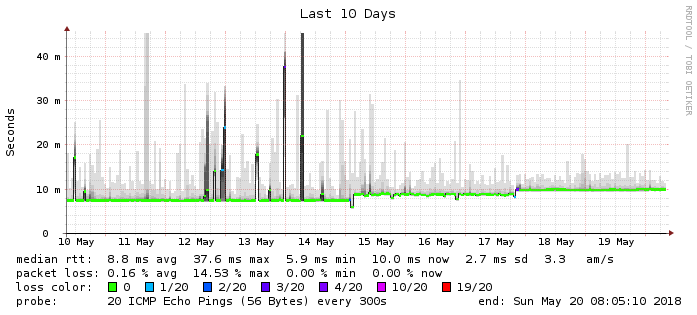 Last 10 Days
RRDTOOL / TOBI OETIKER
Seconds
40 m
30 m
20 m
10 m
0
10 May 11 May 12 May 13 May 14 May 15 May 16 May 17 May 18 May 19 May
median rtt: 8.8 ms avg 37.6 ms max 5.9 ms min 10.0 ms now 2.7 ms sd 3.3 am/s
packet loss: 0.16 % avg 14.53 % max 0.00 % min 0.00 % now
loss color: 0 1/20 2/20 3/20 4/20 10/20 19/20
probe: 20 ICMP Echo Pings (56 Bytes) every 300s end: Sun May 20 08:05:10 2018